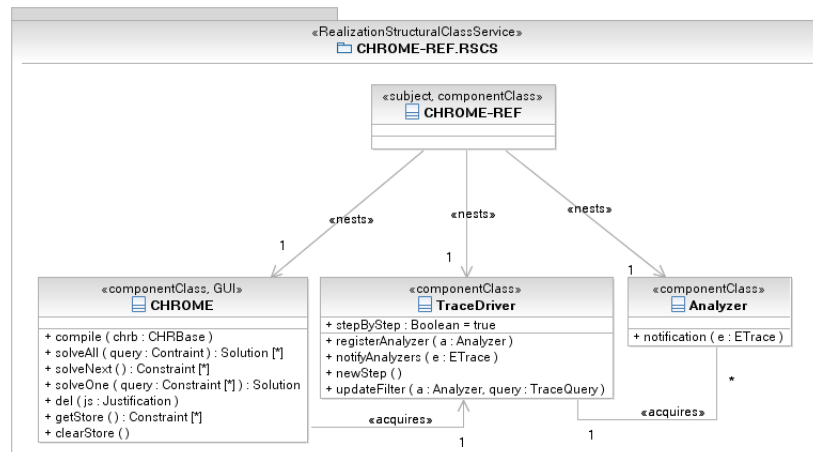 «RealizationStructuralClassService»
CHROME-REF.RSCS
«subject, componentClass»
CHROME-REF
«nests»
«nests»
«nests»
1
1
1
«componentClass, GUI»
CHROME
+ compile ( chrb : CHRBase )
+ solveAll ( query : Contraint ) : Solution [*]
+ solveNext ( ) : Constraint [*]
+ solveOne ( query : Constraint [*] ) : Solution
+ del ( js : Justification )
+ getStore ( ) : Constraint [*]
+ clearStore ( )
«componentClass»
TraceDriver
+ stepByStep : Boolean = true
+ registerAnalyzer ( a : Analyzer )
+ notifyAnalyzers ( e : ETrace )
+ newStep ( )
+ updateFilter ( a : Analyzer, query : TraceQuery )
«componentClass»
Analyzer
+ notification ( e : ETrace )
*
«acquires»
1
«acquires»
1